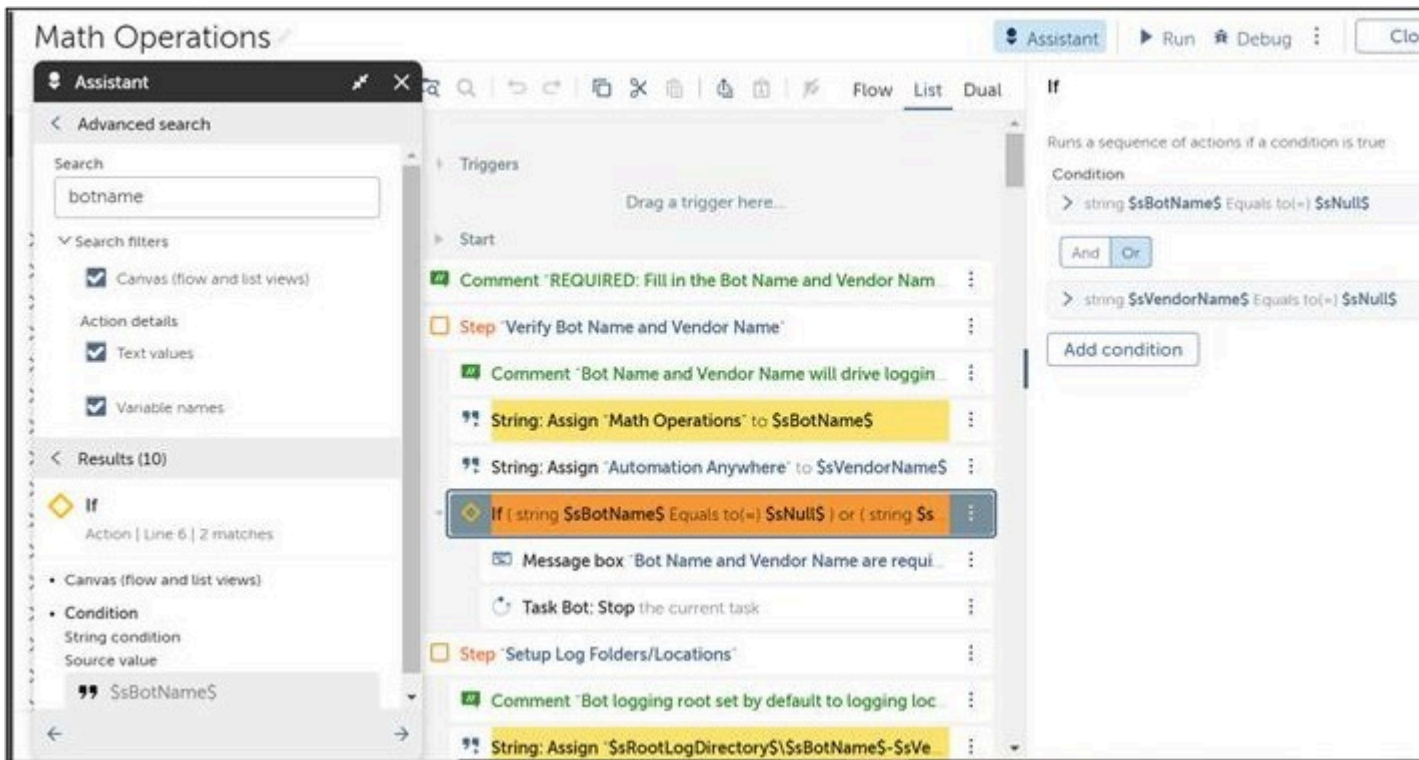 Math Operations
Assistant
Run
Debug
Clo
Assistant
Advanced search
Search
botname
Search filters
Canvas (flow and list views)
Action details
Text values
Variable names
Results (10)
If
Action | Line 6 | 2 matches
• Canvas (flow and list views)
• Condition
String condition
Source value
$sBotName$
Flow List Dual
Triggers
Drag a trigger here...
Start
Comment "REQUIRED: Fill in the Bot Name and Vendor Nam
Step "Verify Bot Name and Vendor Name"
Comment "Bot Name and Vendor Name will drive loggin
String: Assign "Math Operations" to $sBotName$
String: Assign "Automation Anywhere" to $sVendorName$
If ( string $sBotName$ Equals to(=) $sNull$ ) or ( string $s...
Message box "Bot Name and Vendor Name are requi...
Task Bot: Stop the current task
Step "Setup Log Folders/Locations"
Comment "Bot logging root set by default to logging loc
String: Assign "$sRootLogDirectory$\$sBotName$-$sVe...
If
Runs a sequence of actions if a condition is true
Condition
string $sBotName$ Equals to(=) $sNull$
And Or
string $sVendorName$ Equals to(=) $sNull$
Add condition